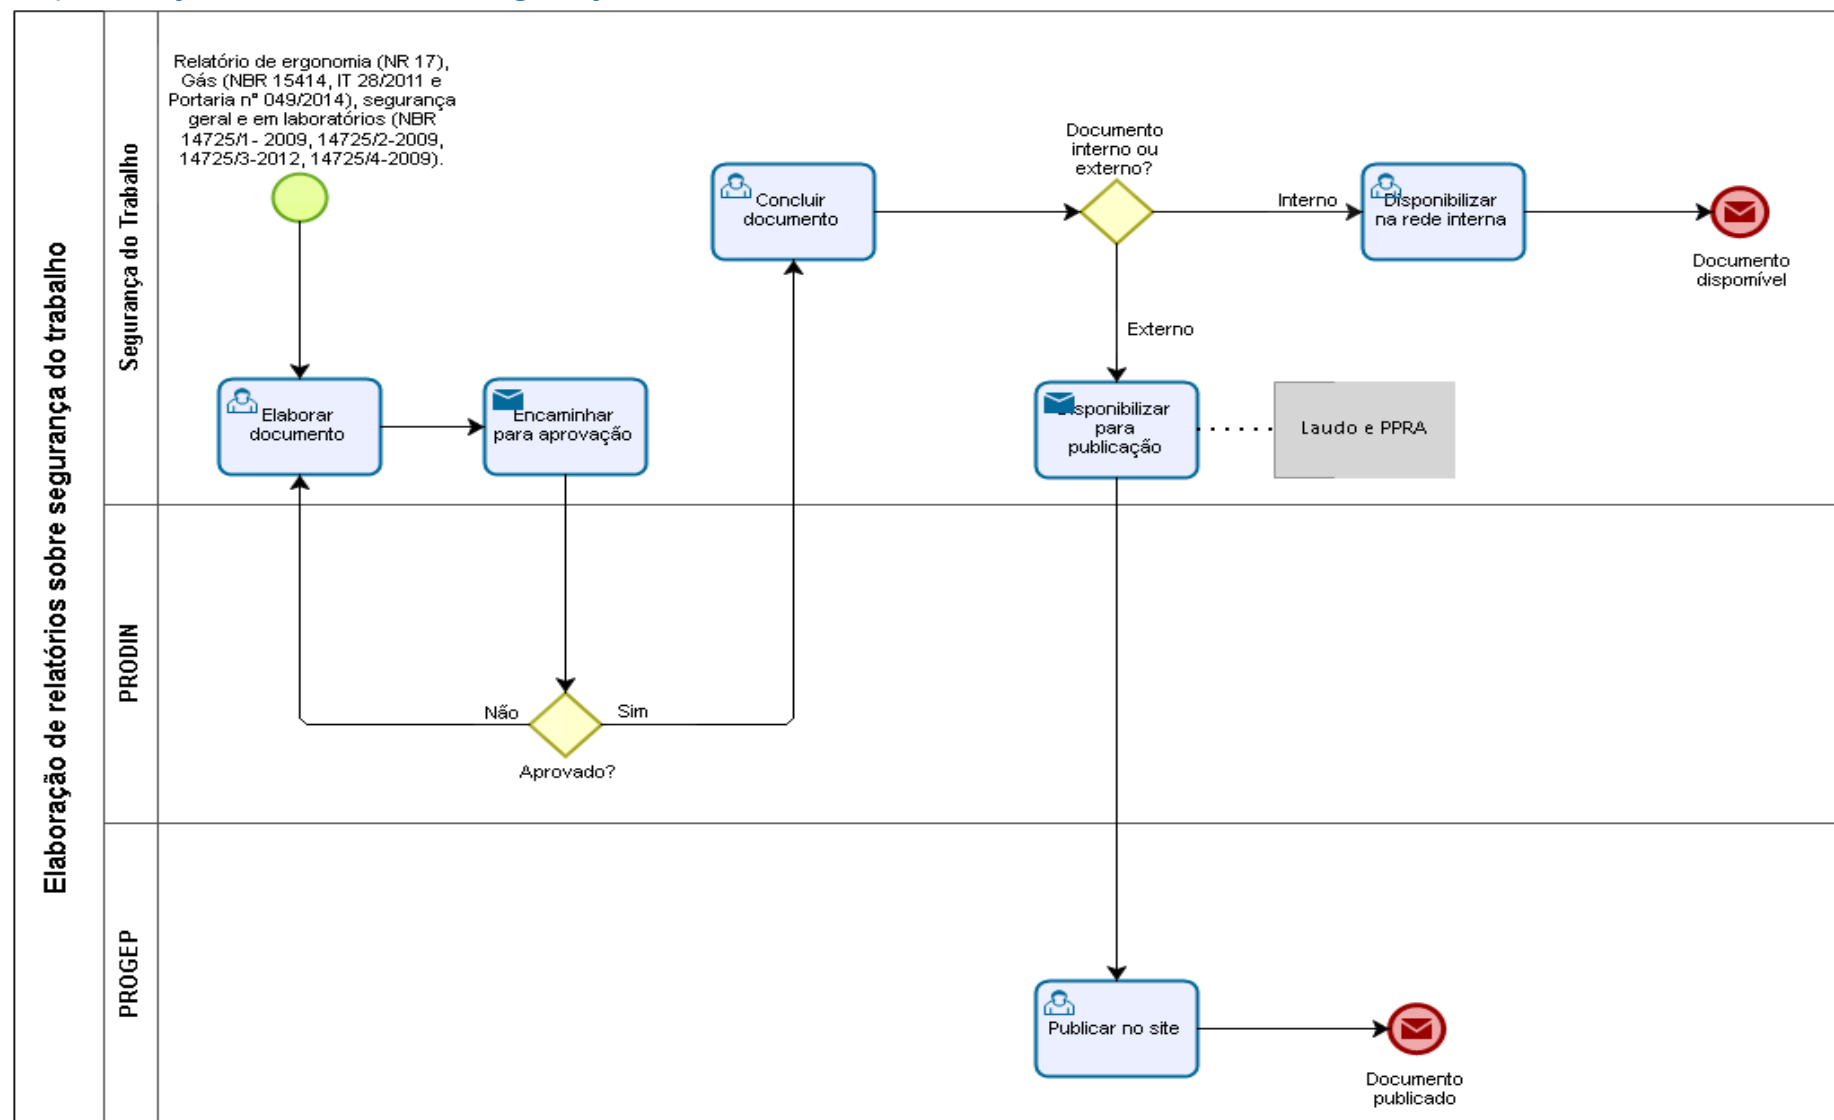 Elaboração de relatórios sobre segurança do trabalho
Segurança do Trabalho
Relatório de ergonomia (NR 17),
Gás (NBR 15414, IT 28/2011 e
Portaria n° 049/2014), segurança
geral e em laboratórios (NBR
14725/1- 2009, 14725/2-2009,
14725/3-2012, 14725/4-2009).
Elaborar
documento
Encaminhar
para aprovação
Concluir
documento
Documento
interno ou
externo?
Interno
Disponibilizar
na rede interna
Documento
dispomível
Externo
Disponibilizar
para
publicação
Laudo e PPRA
PRODIN
Não
Sim
Aprovado?
PROGEP
Publicar no site
Documento
publicado